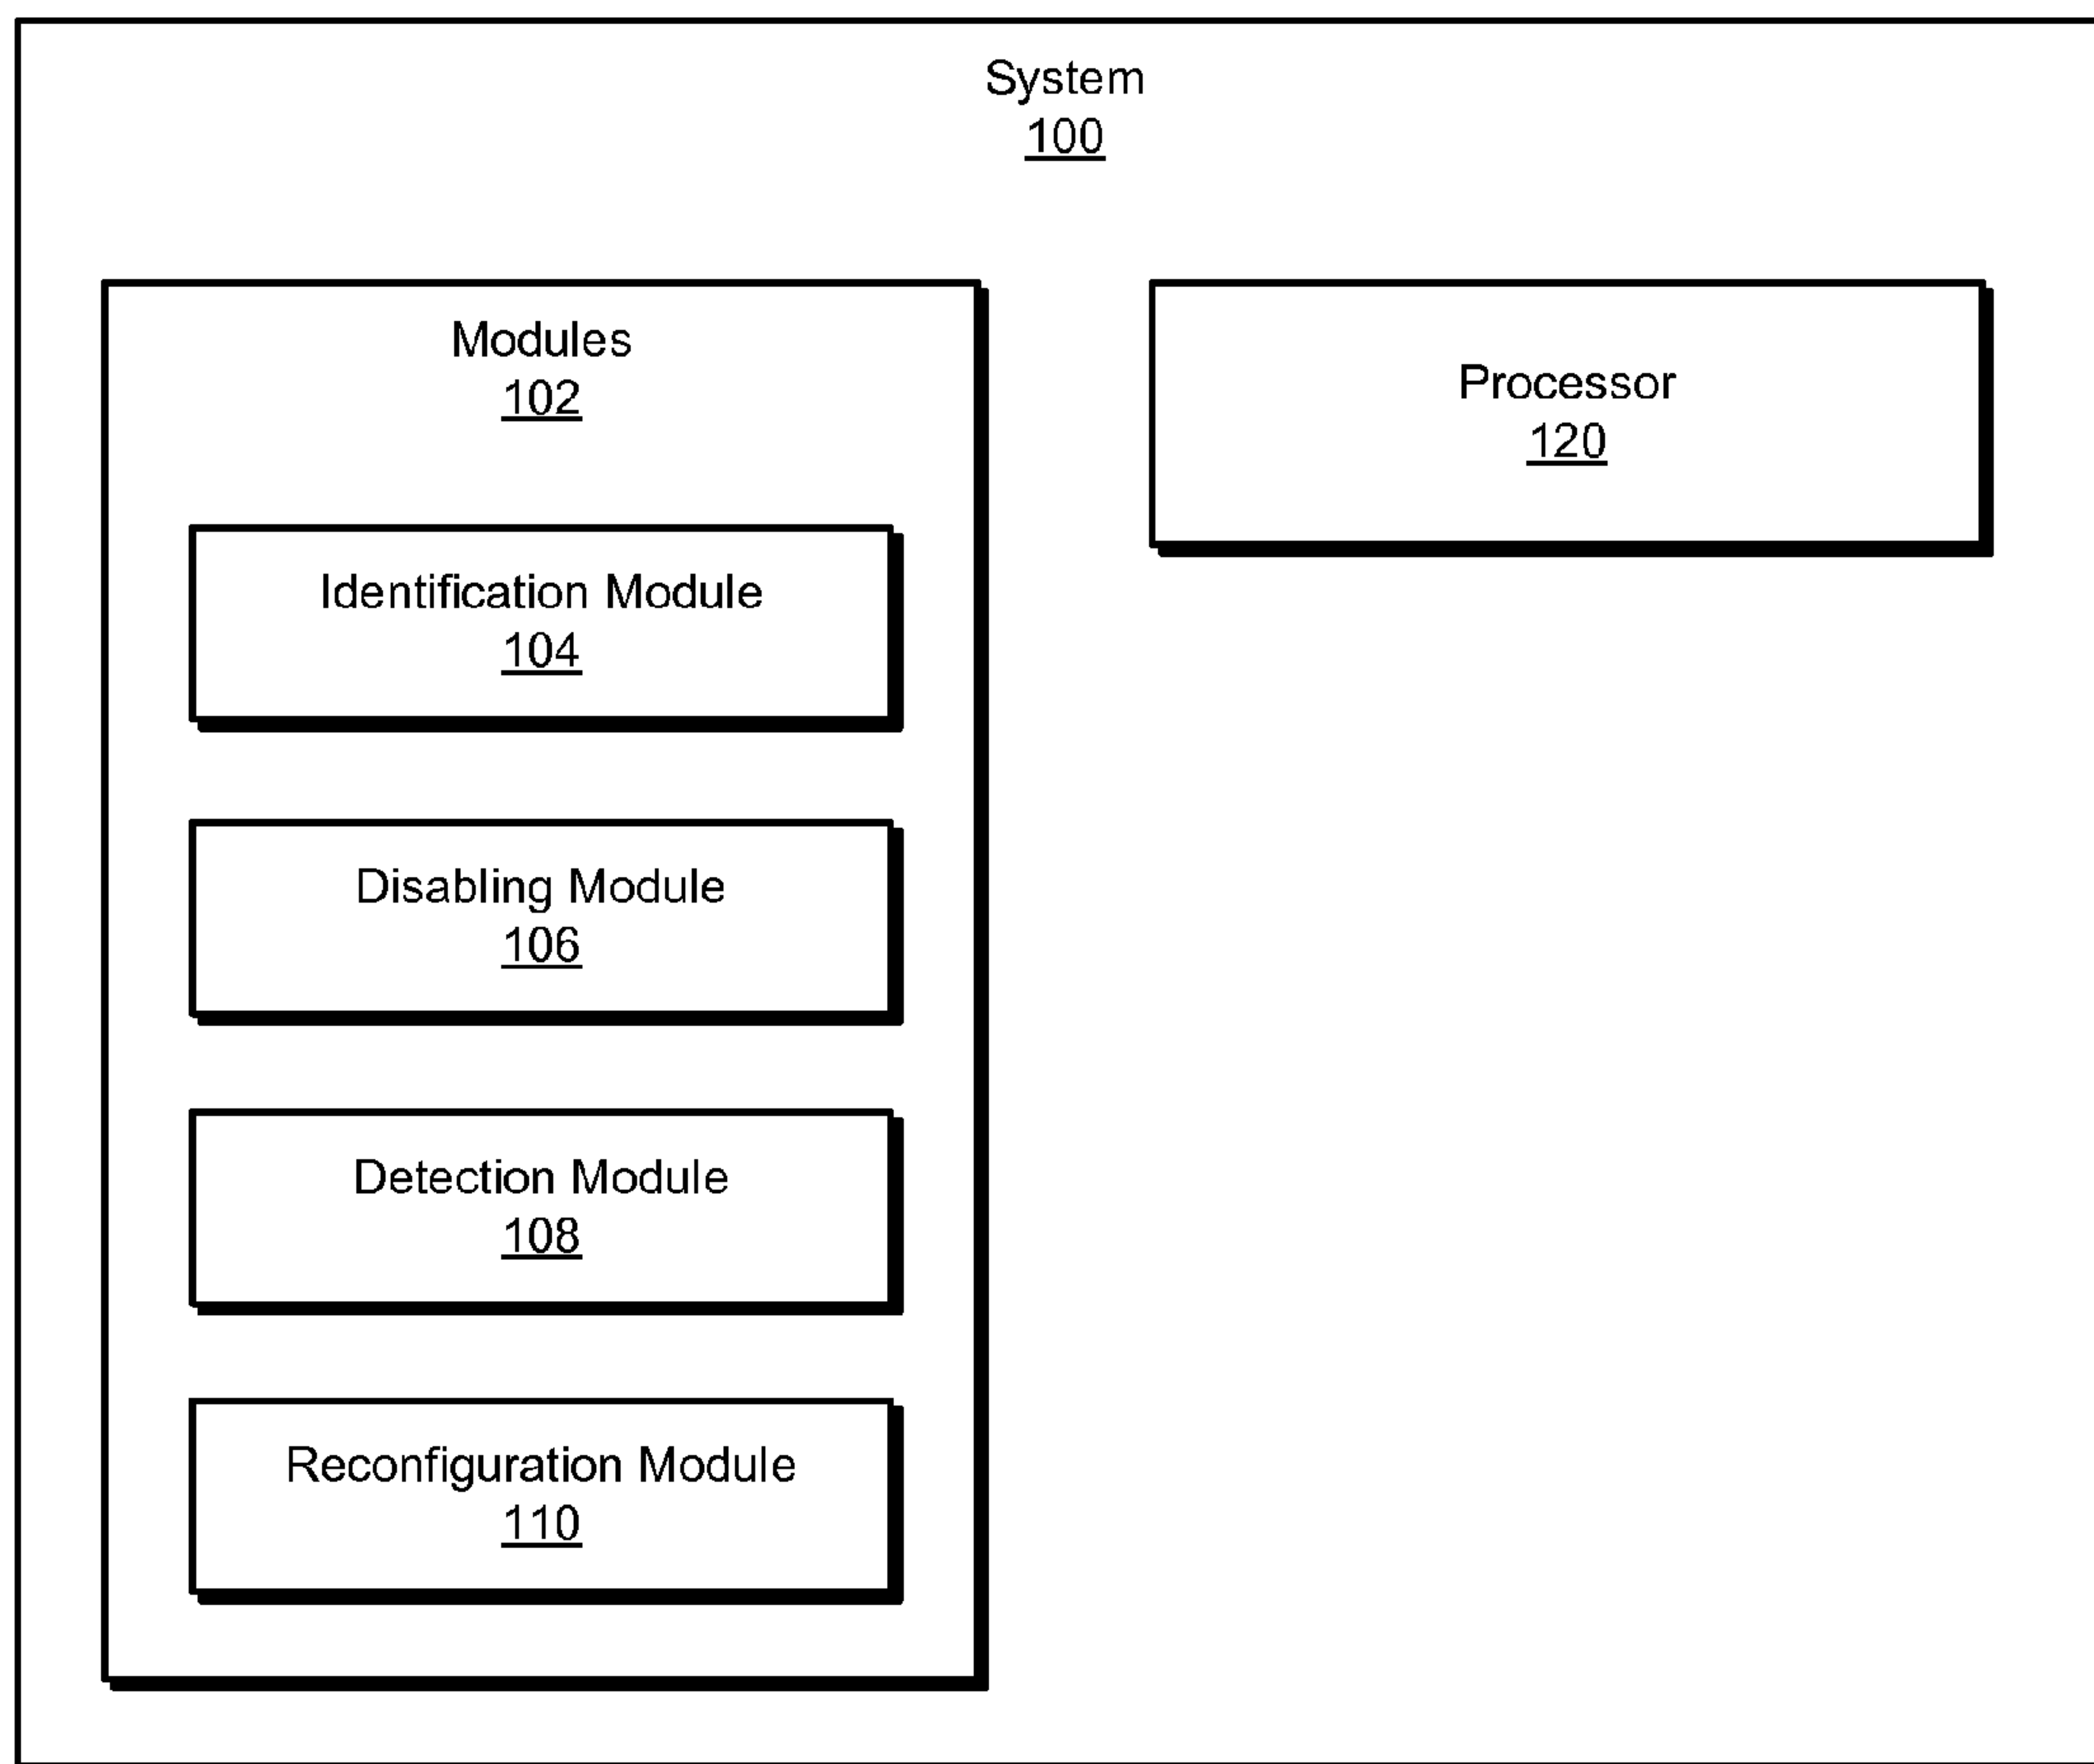 System
100
Modules
102
Identification Module
104
Disabling Module
106
Detection Module
108
Reconfiguration Module
110
Processor
120